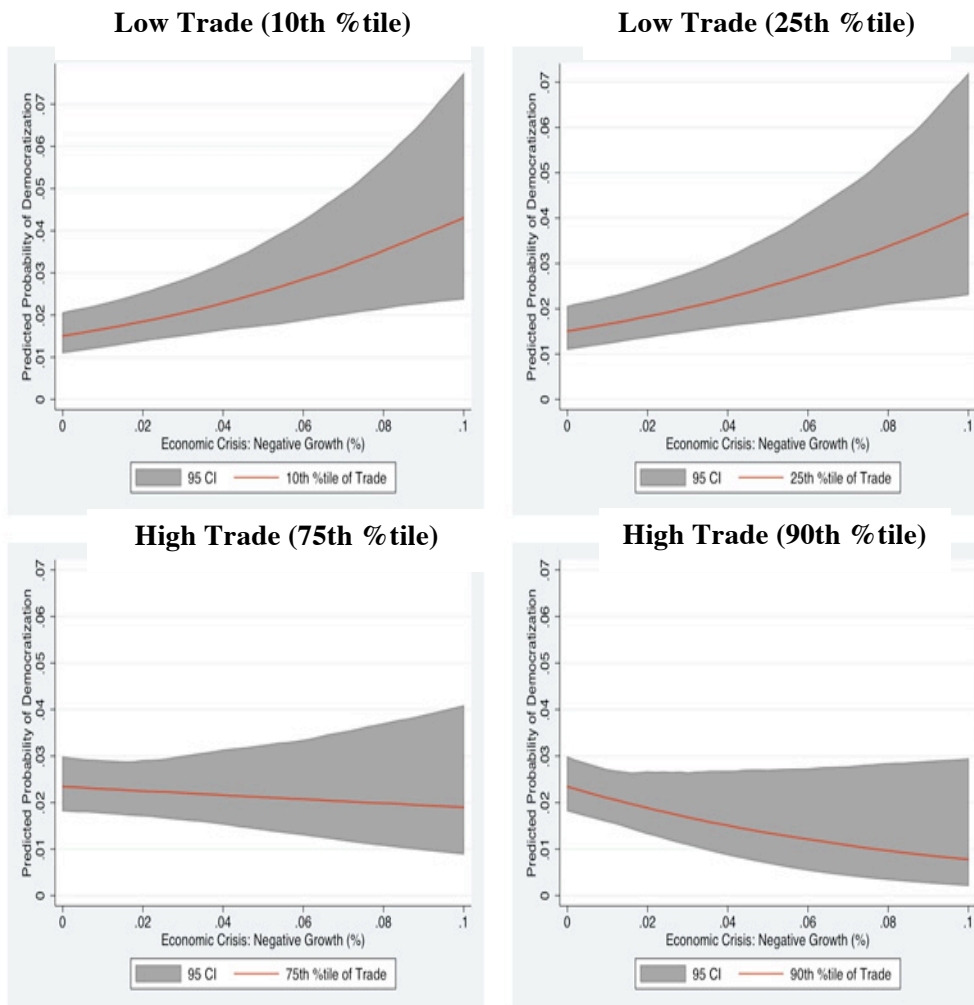 Low Trade (10th %tile)
Predicted Probability of Democratization
.07
.06
.05
.04
.03
.02
.01
0
0 .02 .04 .06 .08 .1
Economic Crisis: Negative Growth (%)
95 CI 10th %tile of Trade
Low Trade (25th %tile)
Predicted Probability of Democratization
.07
.06
.05
.04
.03
.02
.01
0
0 .02 .04 .06 .08 .1
Economic Crisis: Negative Growth (%)
95 CI 25th %tile of Trade
High Trade (75th %tile)
Predicted Probability of Democratization
.07
.06
.05
.04
.03
.02
.01
0
0 .02 .04 .06 .08 .1
Economic Crisis: Negative Growth (%)
95 CI 75th %tile of Trade
High Trade (90th %tile)
Predicted Probability of Democratization
.07
.06
.05
.04
.03
.02
.01
0
0 .02 .04 .06 .08 .1
Economic Crisis: Negative Growth (%)
95 CI 90th %tile of Trade